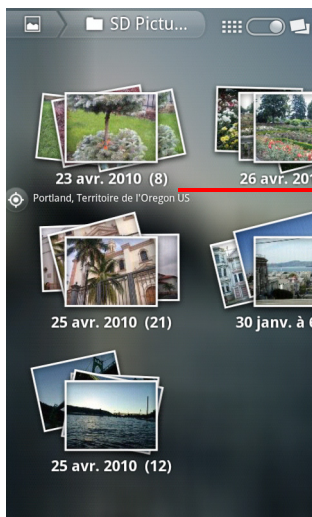 SD Pictu...
23 avr. 2010 (8)
26 avr. 201
Portland, Territoire de l'Oregon US
25 avr. 2010 (21)
30 janv. à 6
25 avr. 2010 (12)